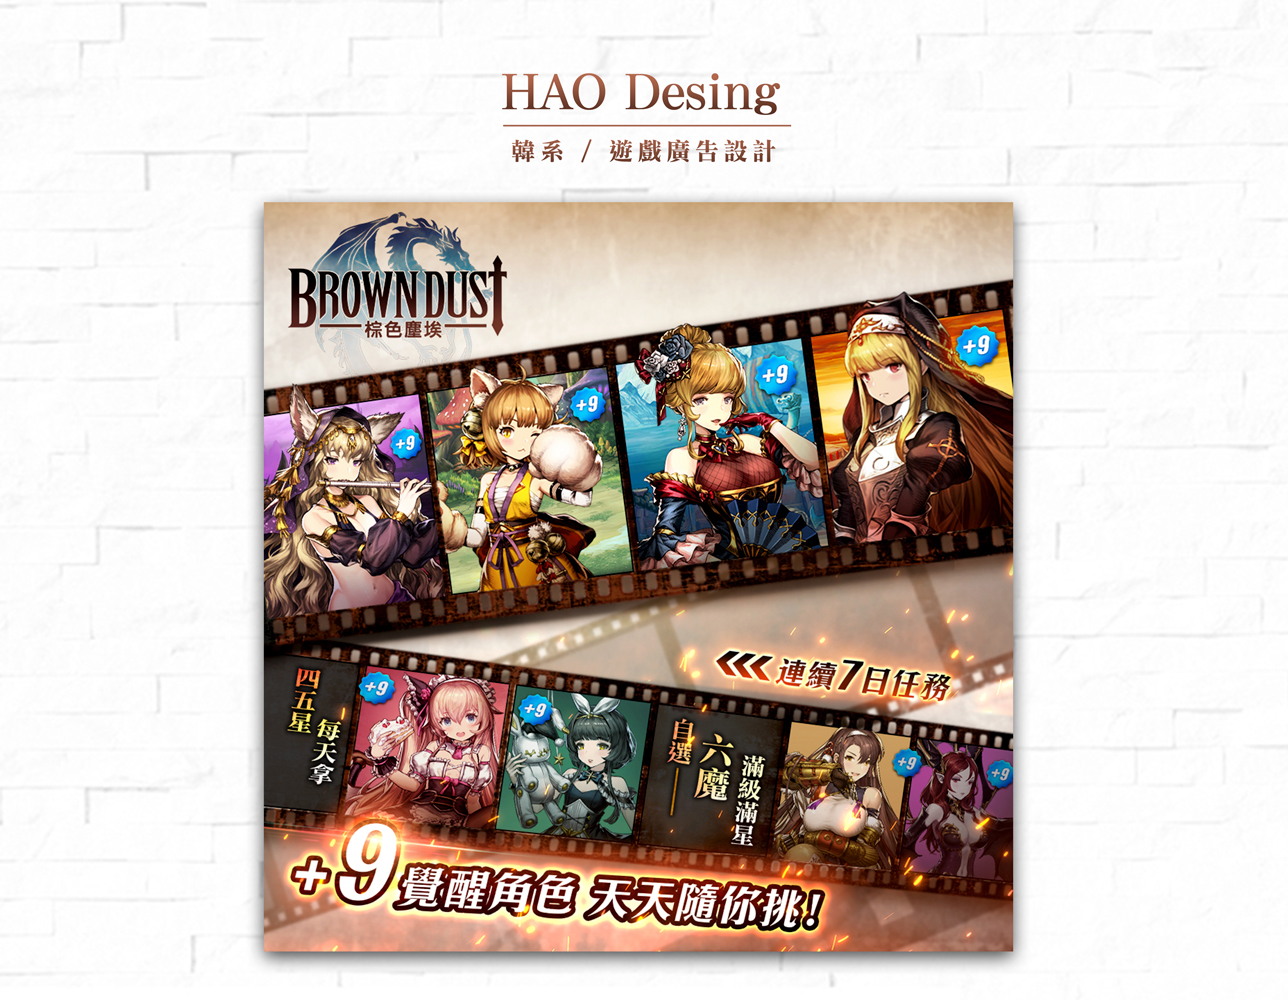 HAO Desing
韓系 / 遊戲廣告設計
BROWN DUST
棕色塵埃
+9
+9
+9
+9
連續7日任務
四五星
每天拿
+9
+9
自選
六魔
滿級滿星
+9
+9
+9覺醒角色 天天隨你挑!